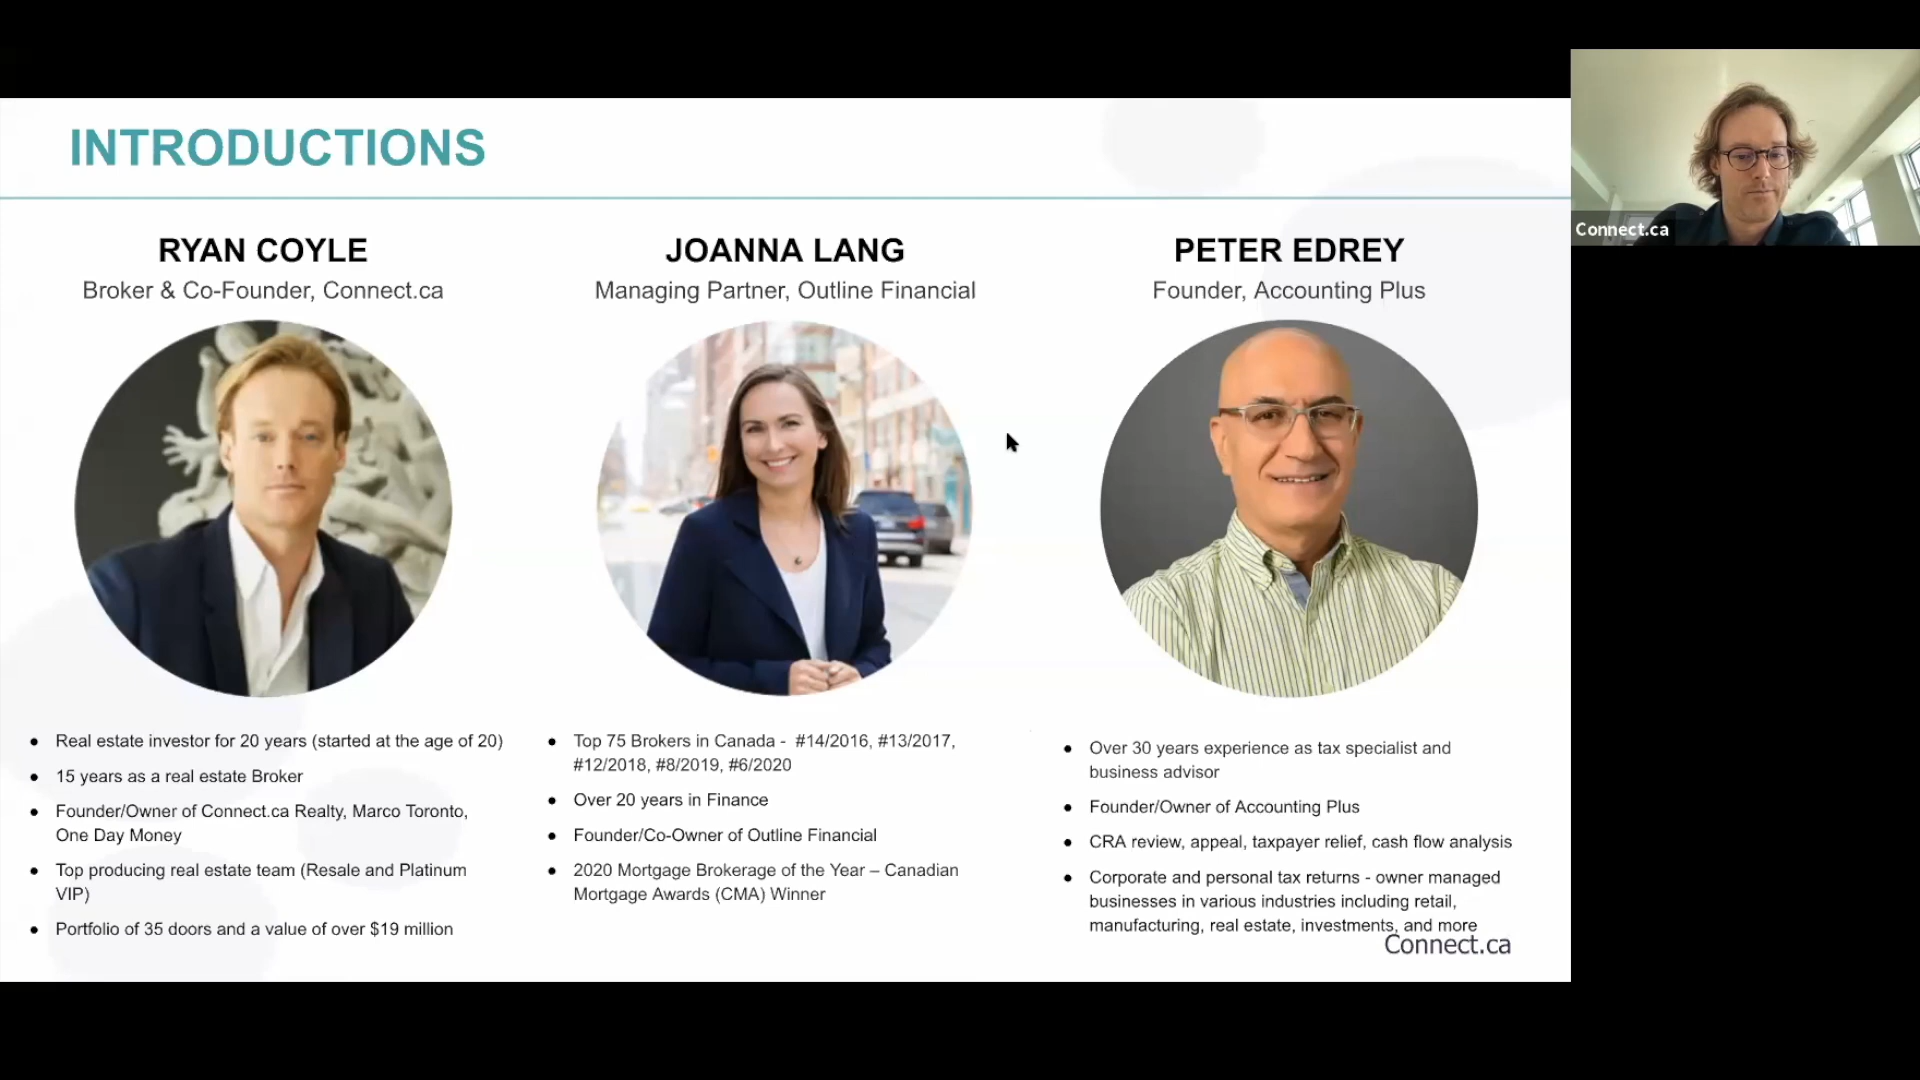 INTRODUCTIONS
RYAN COYLE
Broker & Co-Founder, Connect.ca
● Real estate investor for 20 years (started at the age of 20)
● 15 years as a real estate Broker
● Founder/Owner of Connect.ca Realty, Marco Toronto,
One Day Money
● Top producing real estate team (Resale and Platinum
VIP)
● Portfolio of 35 doors and a value of over $19 million
JOANNA LANG
Managing Partner, Outline Financial
● Top 75 Brokers in Canada - #14/2016, #13/2017,
#12/2018, #8/2019, #6/2020
● Over 20 years in Finance
● Founder/Co-Owner of Outline Financial
● 2020 Mortgage Brokerage of the Year – Canadian
Mortgage Awards (CMA) Winner
PETER EDREY
Founder, Accounting Plus
● Over 30 years experience as tax specialist and
business advisor
● Founder/Owner of Accounting Plus
● CRA review, appeal, taxpayer relief, cash flow analysis
● Corporate and personal tax returns - owner managed
businesses in various industries including retail,
manufacturing, real estate, investments, and more
Connect.ca
Connect.ca